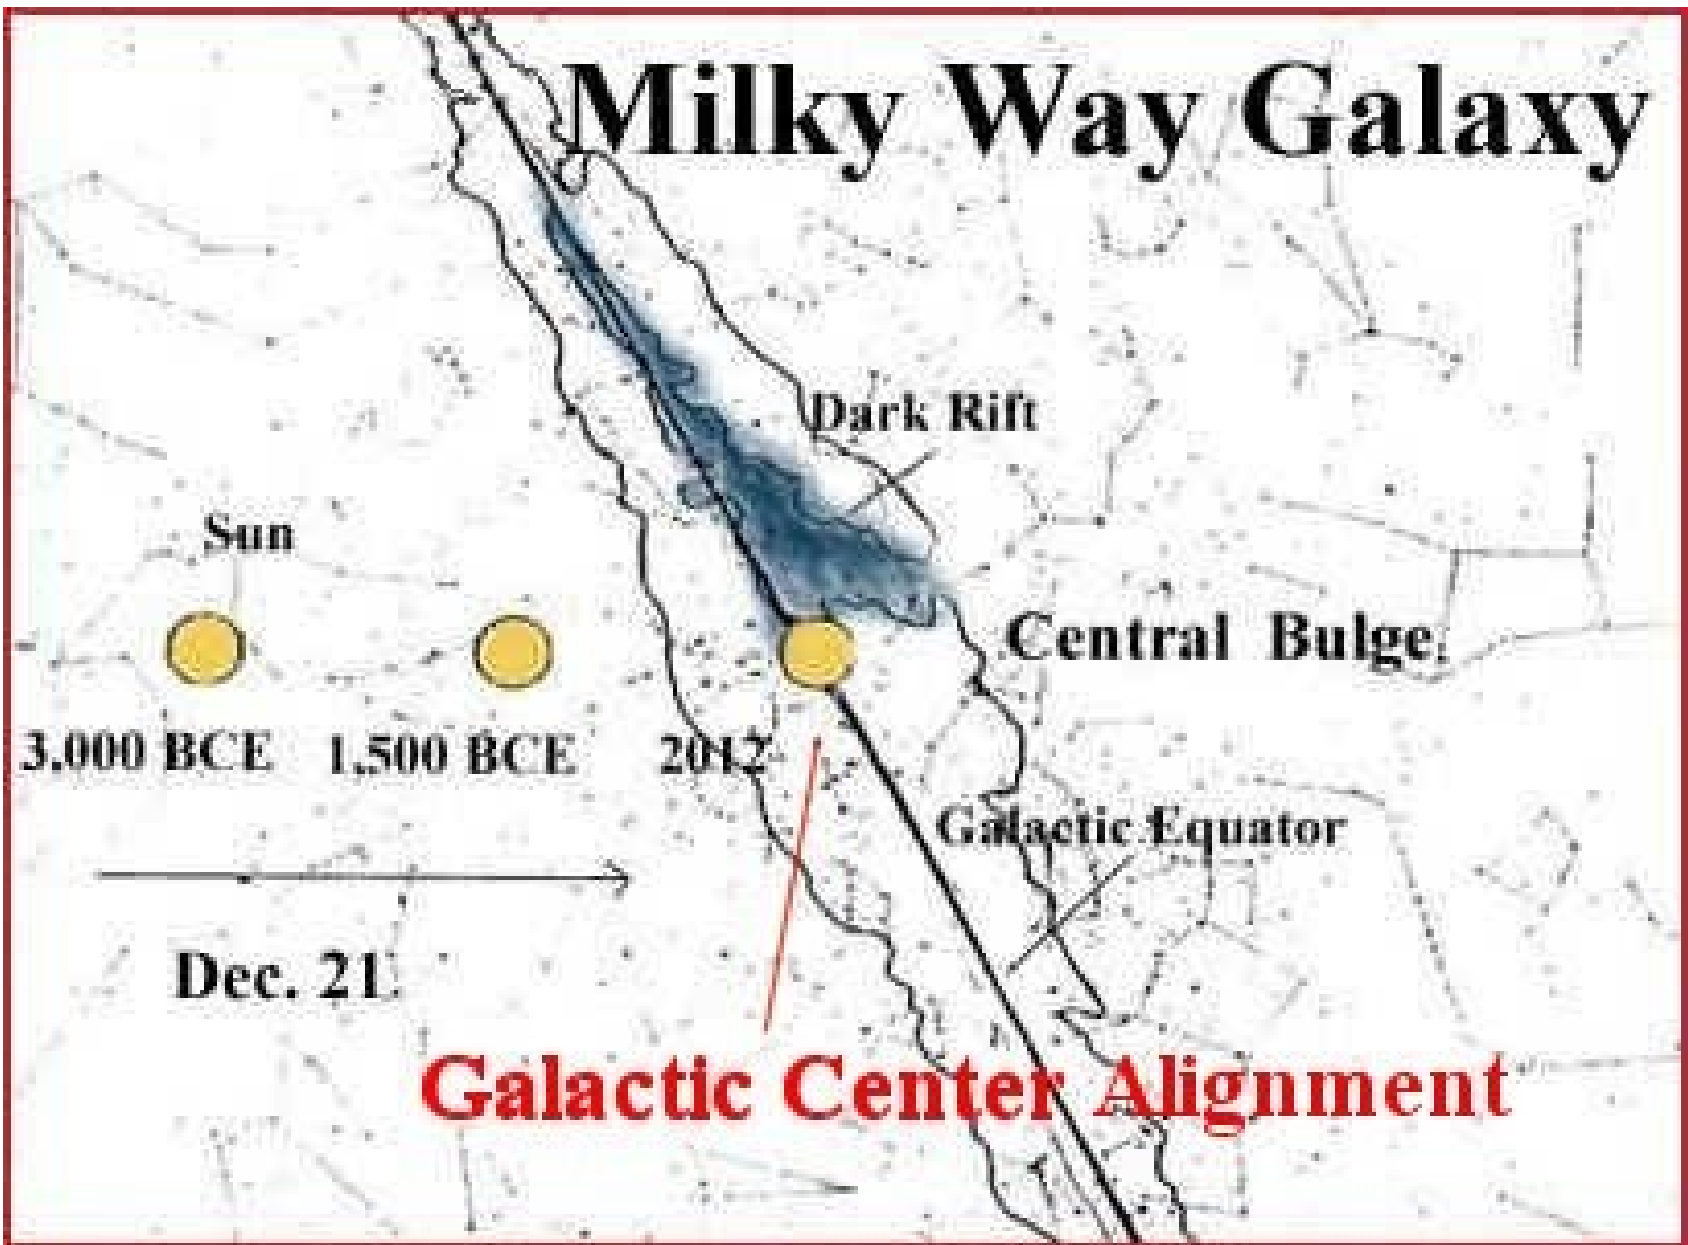 Milky Way Galaxy
Dark Rift
Sun
Central Bulge
3,000 BCE 1,500 BCE 2012
Galactic Equator
Dec. 21
Galactic Center Alignment